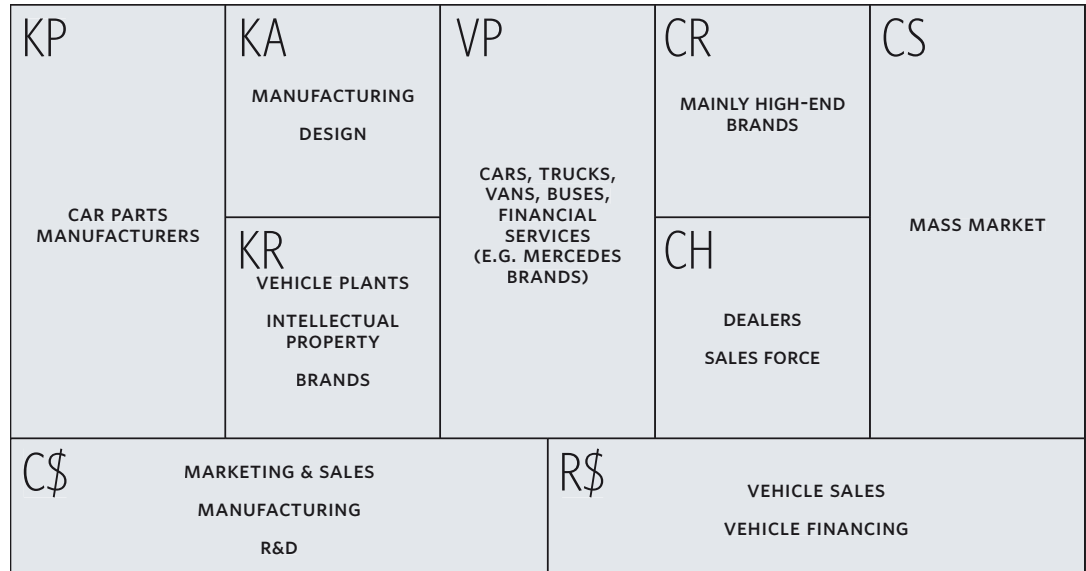 KP
CAR PARTS
MANUFACTURERS
KA
MANUFACTURING
DESIGN
KR
VEHICLE PLANTS
INTELLECTUAL
PROPERTY
BRANDS
VP
CARS, TRUCKS,
VANS, BUSES,
FINANCIAL
SERVICES
(E.G. MERCEDES
BRANDS)
CR
MAINLY HIGH-END
BRANDS
CH
DEALERS
SALES FORCE
CS
MASS MARKET
C$
MARKETING & SALES
MANUFACTURING
R&D
R$
VEHICLE SALES
VEHICLE FINANCING